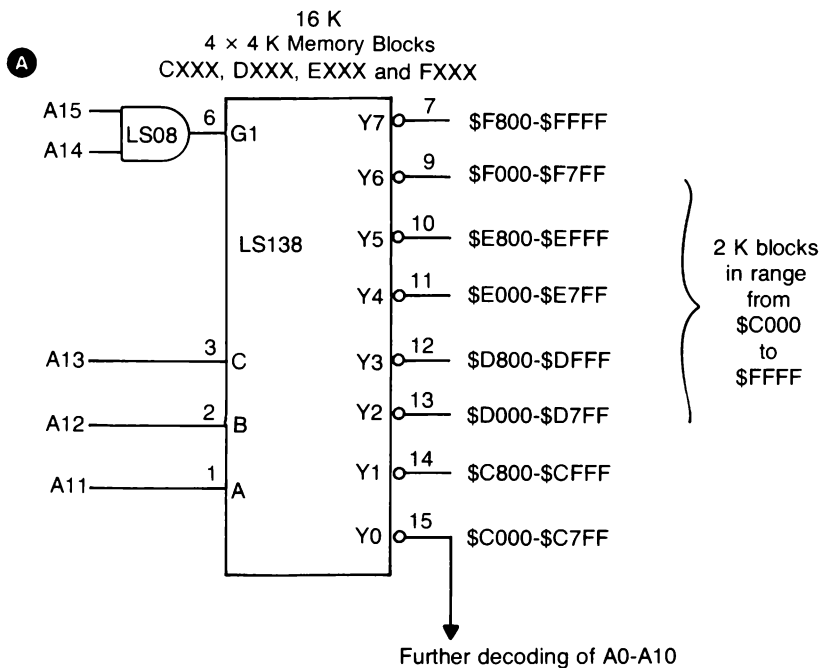 16 K
4 × 4 K Memory Blocks
A
CXXX, DXXX, EXXX and FXXX
A15
A14
LS08
6
G1
LS138
A13
3
C
A12
2
B
A11
1
A
Y7
7
$F800-$FFFF
Y6
9
$F000-$F7FF
Y5
10
$E800-$EFFF
Y4
11
$E000-$E7FF
Y3
12
$D800-$DFFF
Y2
13
$D000-$D7FF
Y1
14
$C800-$CFFF
Y0
15
$C000-$C7FF
2 K blocks
in range
from
$C000
to
$FFFF
Further decoding of A0-A10